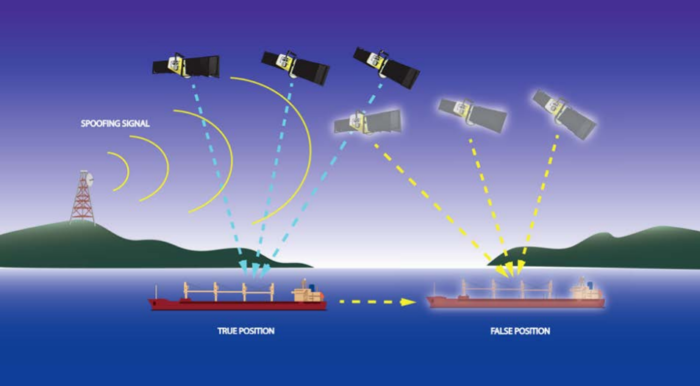 SPOOFING SIGNAL
TRUE POSITION
FALSE POSITION